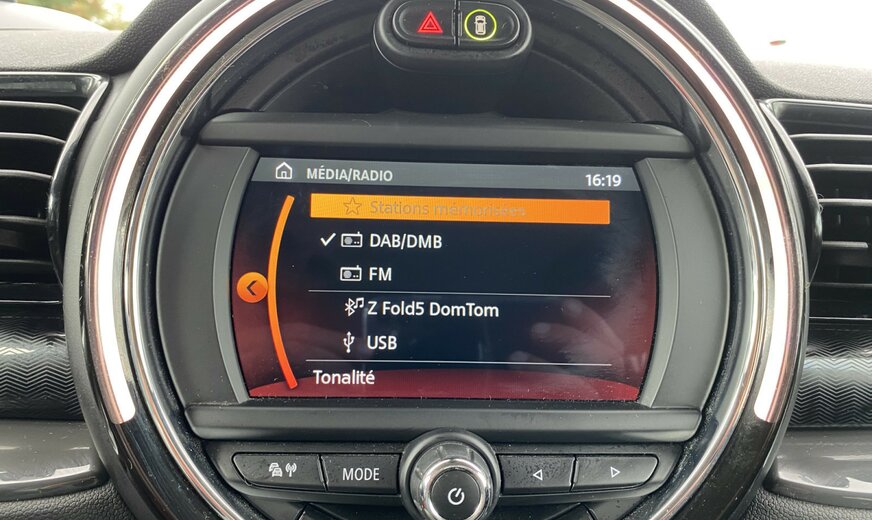 MÉDIA/RADIO 16:19
Stations mémorisées
DAB/DMB
FM
Z Fold5 DomTom
USB
Tonalité
MODE